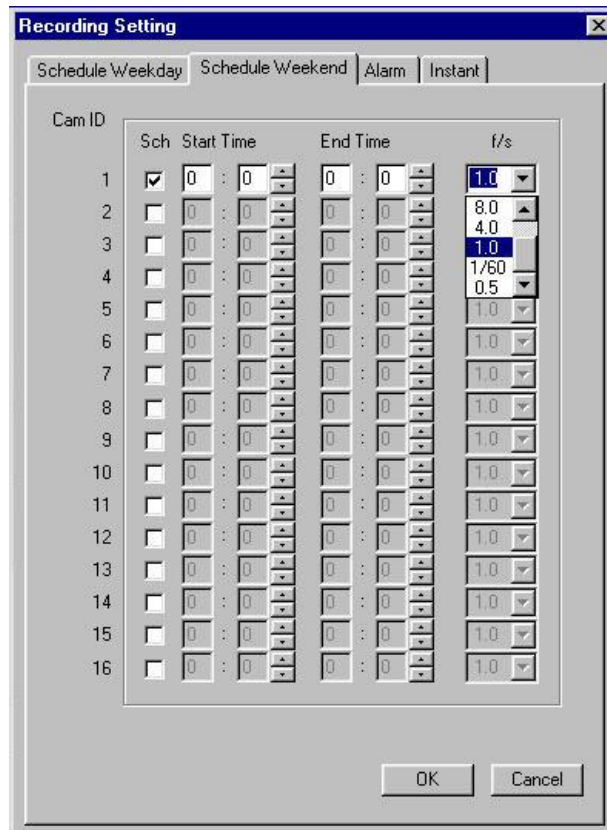 Recording Setting
Schedule Weekday Schedule Weekend Alarm Instant
Cam ID
Sch Start Time End Time f/s
1 0 : 0 0 : 0 1.0
2 0 : 0 0 : 0 8.0
4.0
3 0 : 0 0 : 0 1.0
1/60
4 0 : 0 0 : 0 0.5
5 0 : 0 0 : 0 1.0
6 0 : 0 0 : 0 1.0
7 0 : 0 0 : 0 1.0
8 0 : 0 0 : 0 1.0
9 0 : 0 0 : 0 1.0
10 0 : 0 0 : 0 1.0
11 0 : 0 0 : 0 1.0
12 0 : 0 0 : 0 1.0
13 0 : 0 0 : 0 1.0
14 0 : 0 0 : 0 1.0
15 0 : 0 0 : 0 1.0
16 0 : 0 0 : 0 1.0
OK Cancel